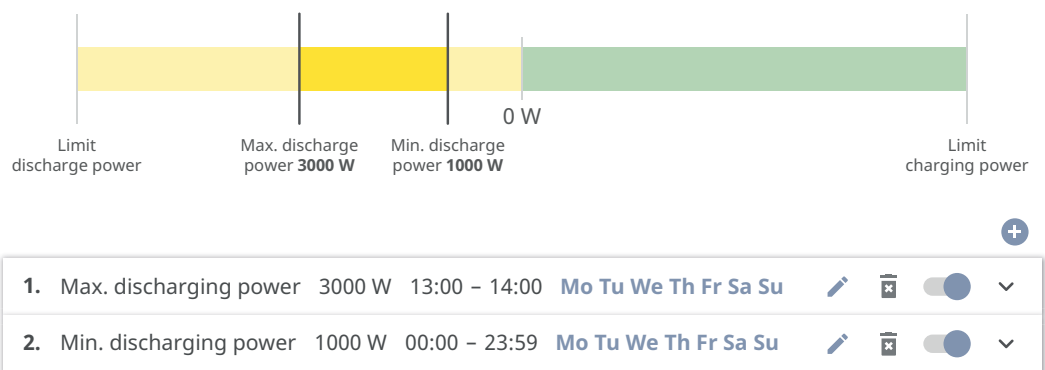 0 W
Limit
discharge power
Max. discharge
power 3000 W
Min. discharge
power 1000 W
Limit
charging power
1. Max. discharging power 3000 W 13:00 – 14:00 Mo Tu We Th Fr Sa Su
2. Min. discharging power 1000 W 00:00 – 23:59 Mo Tu We Th Fr Sa Su